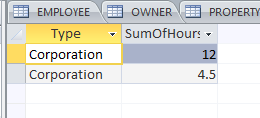 EMPLOYEE OWNER PROPERTY
Type SumOfHours
Corporation 12
Corporation 4.5